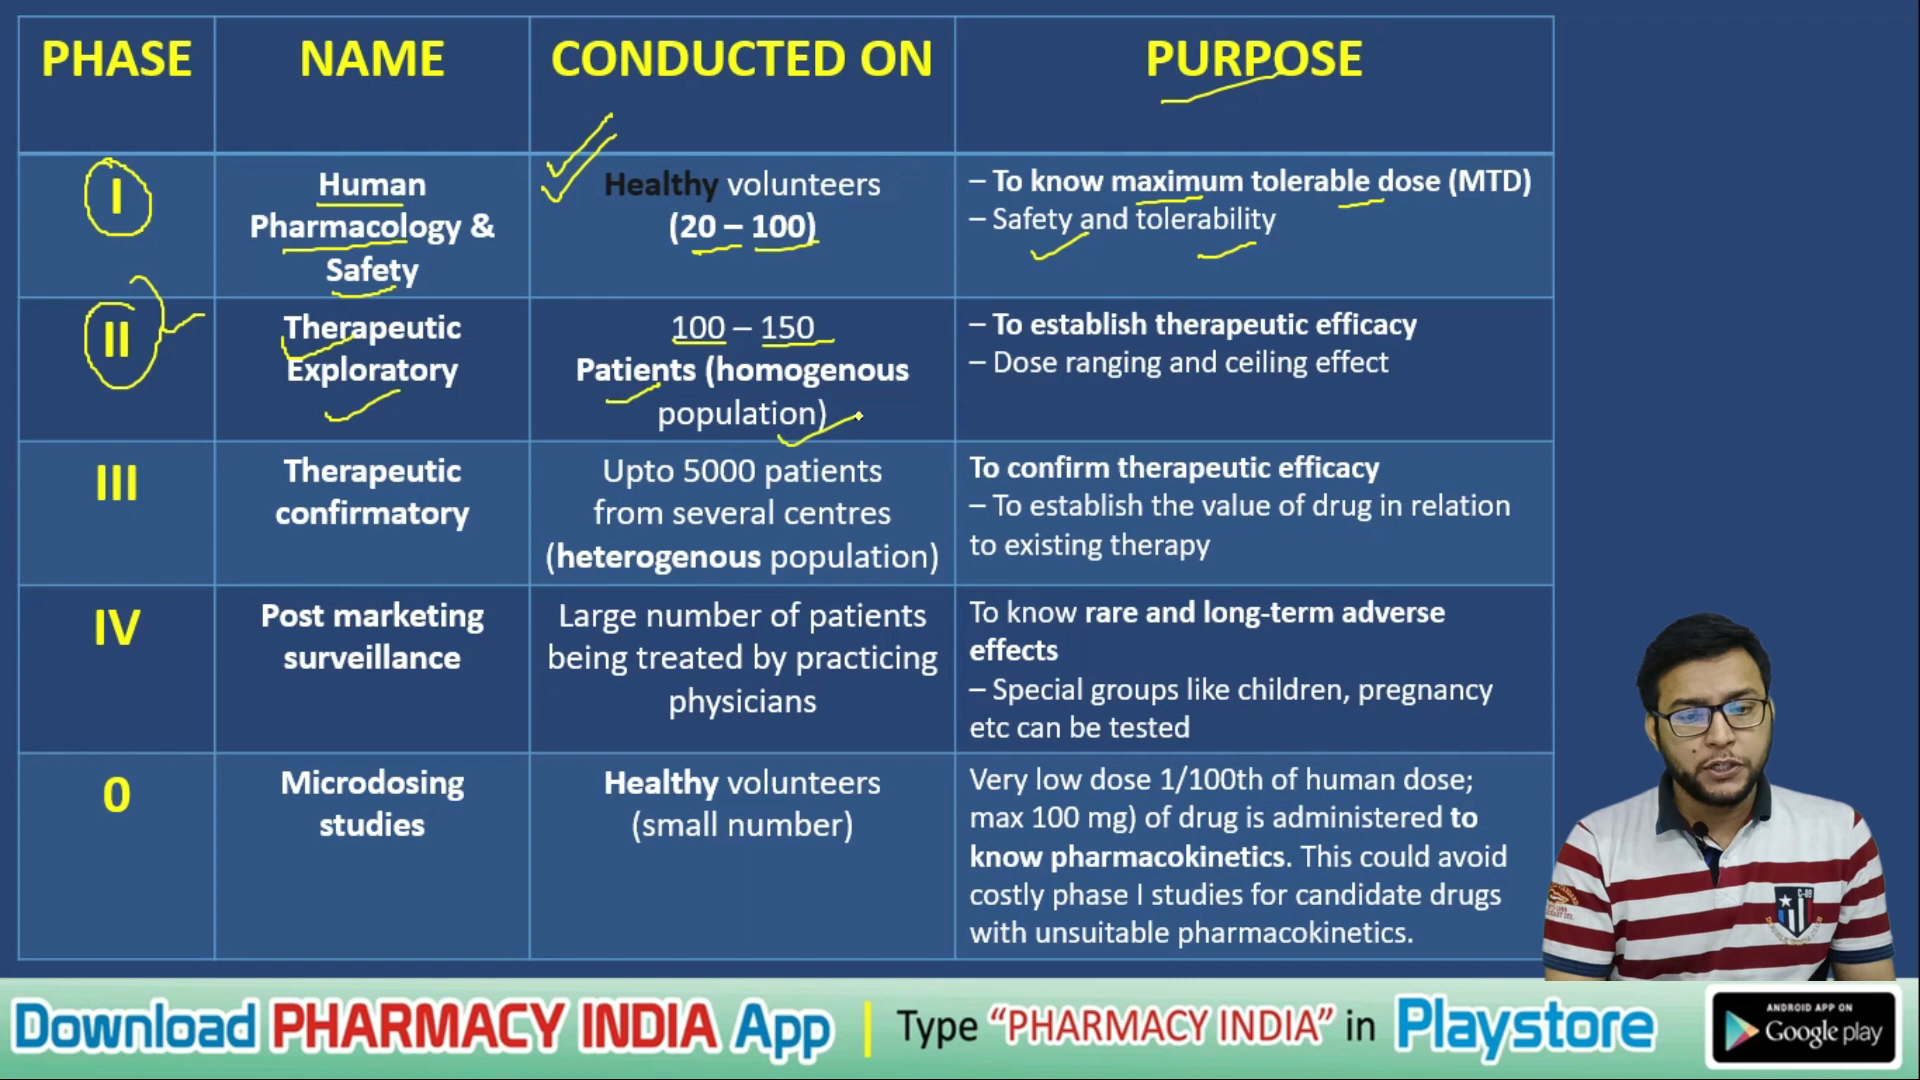 PHASE
NAME
CONDUCTED ON
PURPOSE
I
Human
Pharmacology &
Safety
Healthy volunteers
(20 – 100)
– To know maximum tolerable dose (MTD)
– Safety and tolerability
II
Therapeutic
Exploratory
100 – 150
Patients (homogenous
population)
– To establish therapeutic efficacy
– Dose ranging and ceiling effect
III
Therapeutic
confirmatory
Upto 5000 patients
from several centres
(heterogenous population)
To confirm therapeutic efficacy
– To establish the value of drug in relation
to existing therapy
IV
Post marketing
surveillance
Large number of patients
being treated by practicing
physicians
To know rare and long-term adverse
effects
– Special groups like children, pregnancy
etc can be tested
0
Microdosing
studies
Healthy volunteers
(small number)
Very low dose 1/100th of human dose;
max 100 mg) of drug is administered to
know pharmacokinetics. This could avoid
costly phase I studies for candidate drugs
with unsuitable pharmacokinetics.
Download PHARMACY INDIA App
Type “PHARMACY INDIA” in Playstore
ANDROID APP ON
Google play